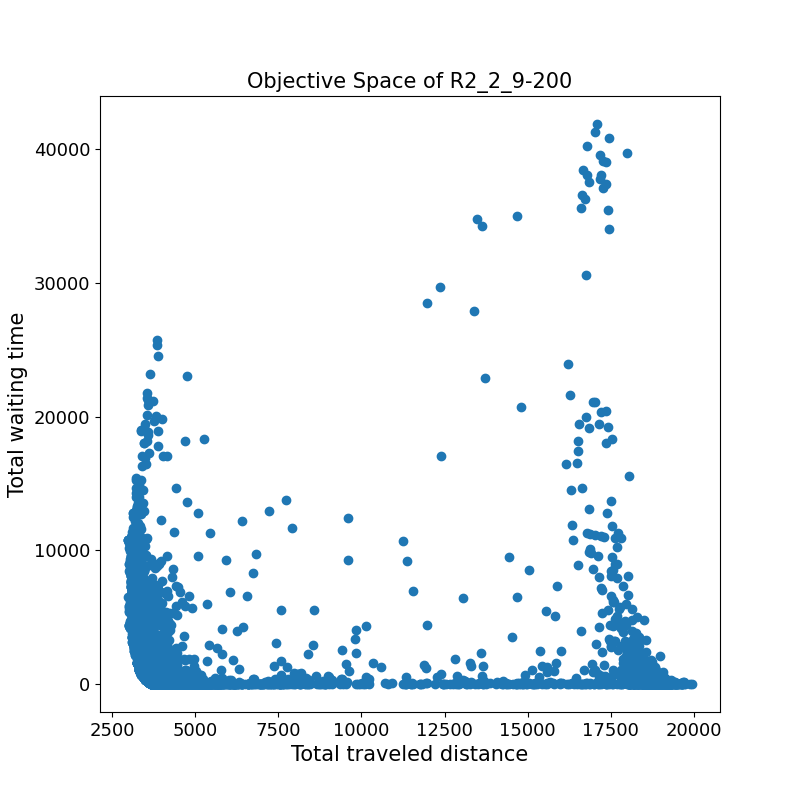 Objective Space of R2_2_9-200
Total waiting time
40000
30000
20000
10000
0
2500 5000 7500 10000 12500 15000 17500 20000
Total traveled distance